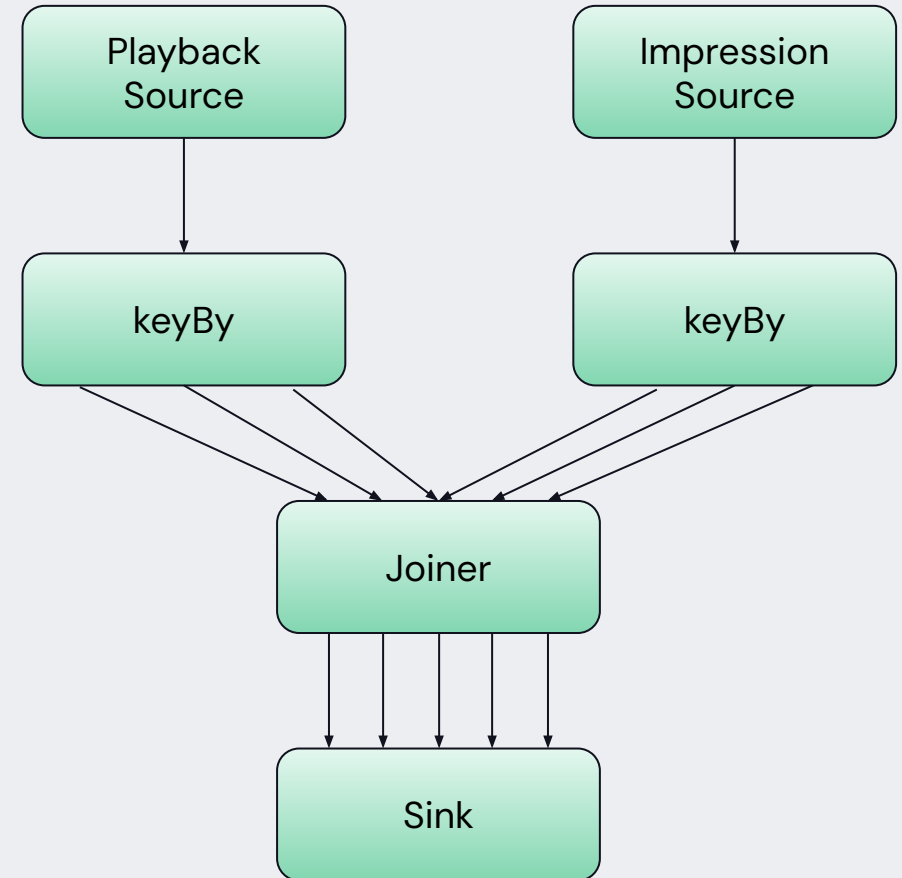 Playback
Source
Impression
Source
keyBy
keyBy
Joiner
Sink